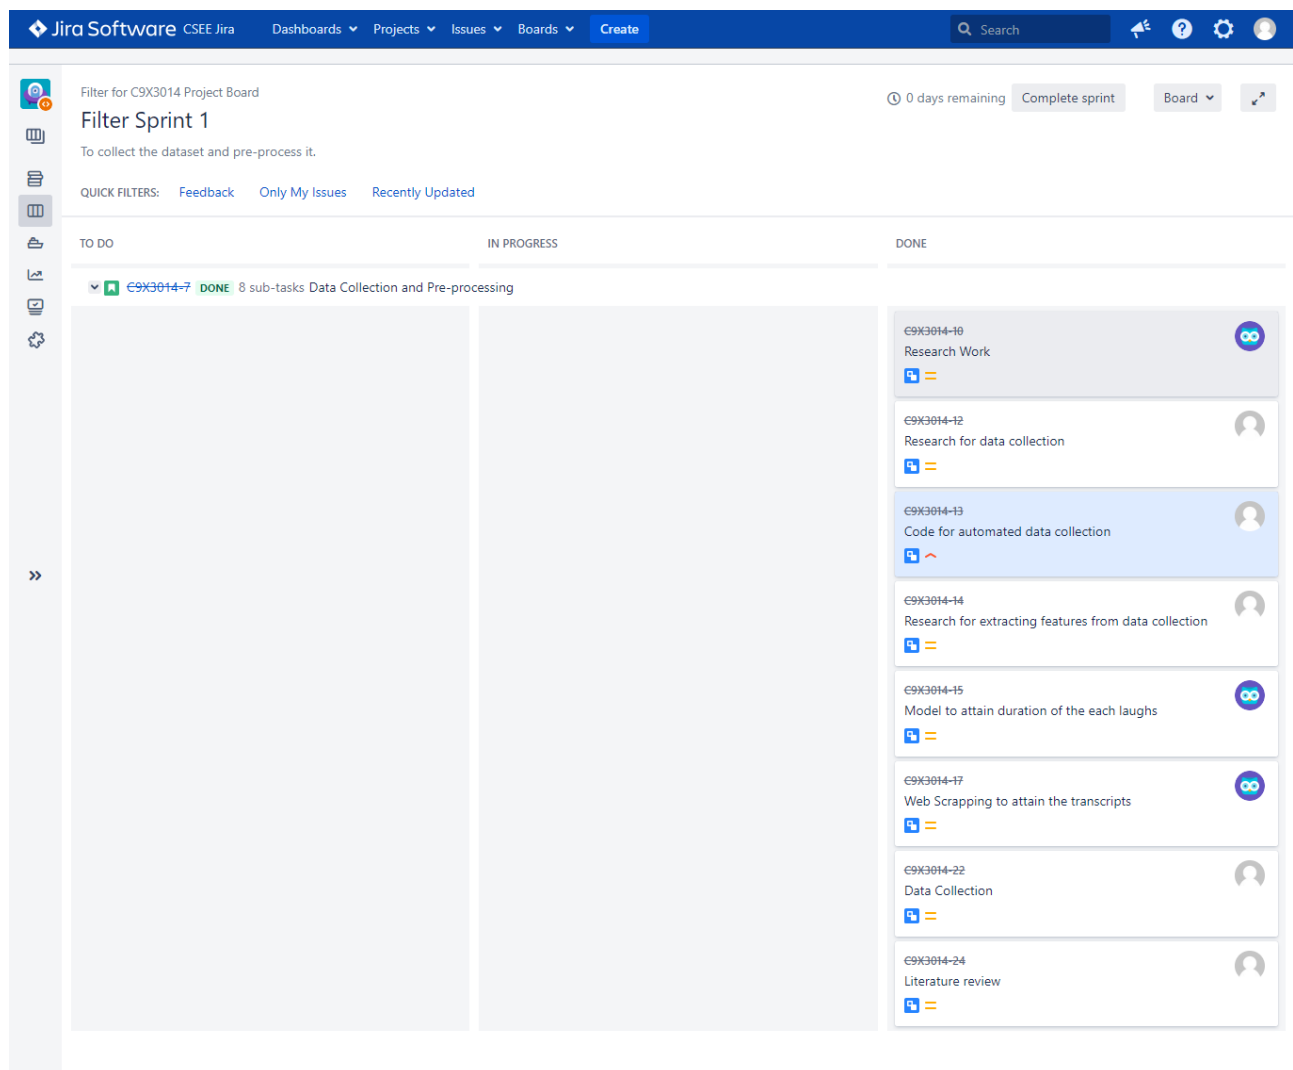 Jira Software CSEE Jira Dashboards Projects Issues Boards Create Search
Filter for C9X3014 Project Board
0 days remaining Complete sprint Board
Filter Sprint 1
To collect the dataset and pre-process it.
QUICK FILTERS: Feedback Only My Issues Recently Updated
TO DO IN PROGRESS DONE
C9X3014-7 DONE 8 sub-tasks Data Collection and Pre-processing
C9X3014-10
Research Work
C9X3014-12
Research for data collection
C9X3014-13
Code for automated data collection
C9X3014-14
Research for extracting features from data collection
C9X3014-15
Model to attain duration of the each laughs
C9X3014-17
Web Scrapping to attain the transcripts
C9X3014-22
Data Collection
C9X3014-24
Literature review